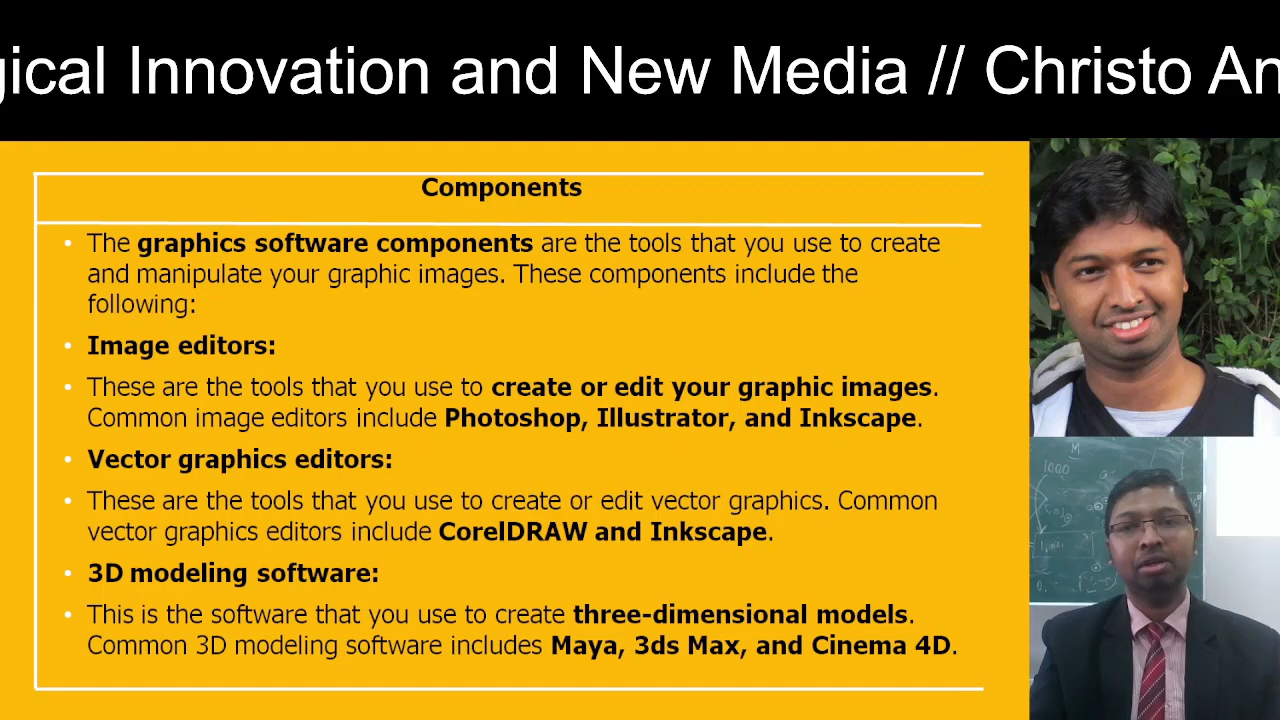 gical Innovation and New Media // Christo An
Components
• The graphics software components are the tools that you use to create
and manipulate your graphic images. These components include the
following:
• Image editors:
• These are the tools that you use to create or edit your graphic images.
Common image editors include Photoshop, Illustrator, and Inkscape.
• Vector graphics editors:
• These are the tools that you use to create or edit vector graphics. Common
vector graphics editors include CorelDRAW and Inkscape.
• 3D modeling software:
• This is the software that you use to create three-dimensional models.
Common 3D modeling software includes Maya, 3ds Max, and Cinema 4D.
M
1000